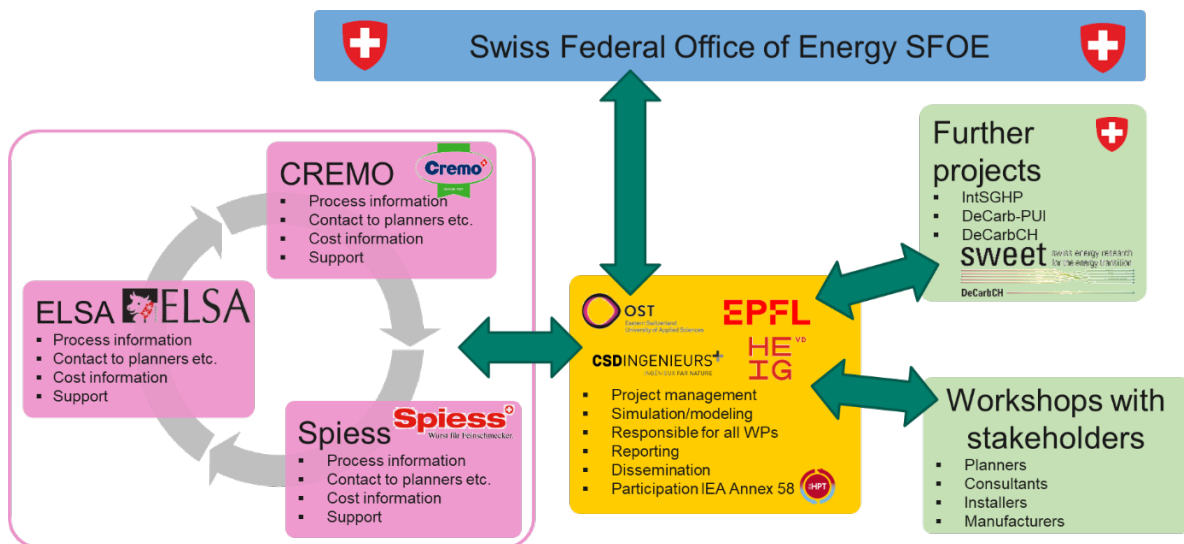 Swiss Federal Office of Energy SFOE
CREMO
Cremo
▪ Process information
▪ Contact to planners etc.
▪ Cost information
▪ Support
ELSA
ELSA
▪ Process information
▪ Contact to planners etc.
▪ Cost information
▪ Support
Spiess
Spiess
Würst für Feinschmecker.
▪ Process information
▪ Contact to planners etc.
▪ Cost information
▪ Support
OST
Eastern Switzerland
University of Applied Sciences
EPFL
CSDINGENIEURS+
INGÉNIEUX PAR NATURE
HE
IG
VD
▪ Project management
▪ Simulation/modeling
▪ Responsible for all WPs
▪ Reporting
▪ Dissemination
▪ Participation IEA Annex 58
HPT
Further
projects
▪ IntSGHP
▪ DeCarb-PUI
▪ DeCarbCH
sweet
swiss energy research
for the energy transition
DeCarbCH
Workshops with
stakeholders
▪ Planners
▪ Consultants
▪ Installers
▪ Manufacturers